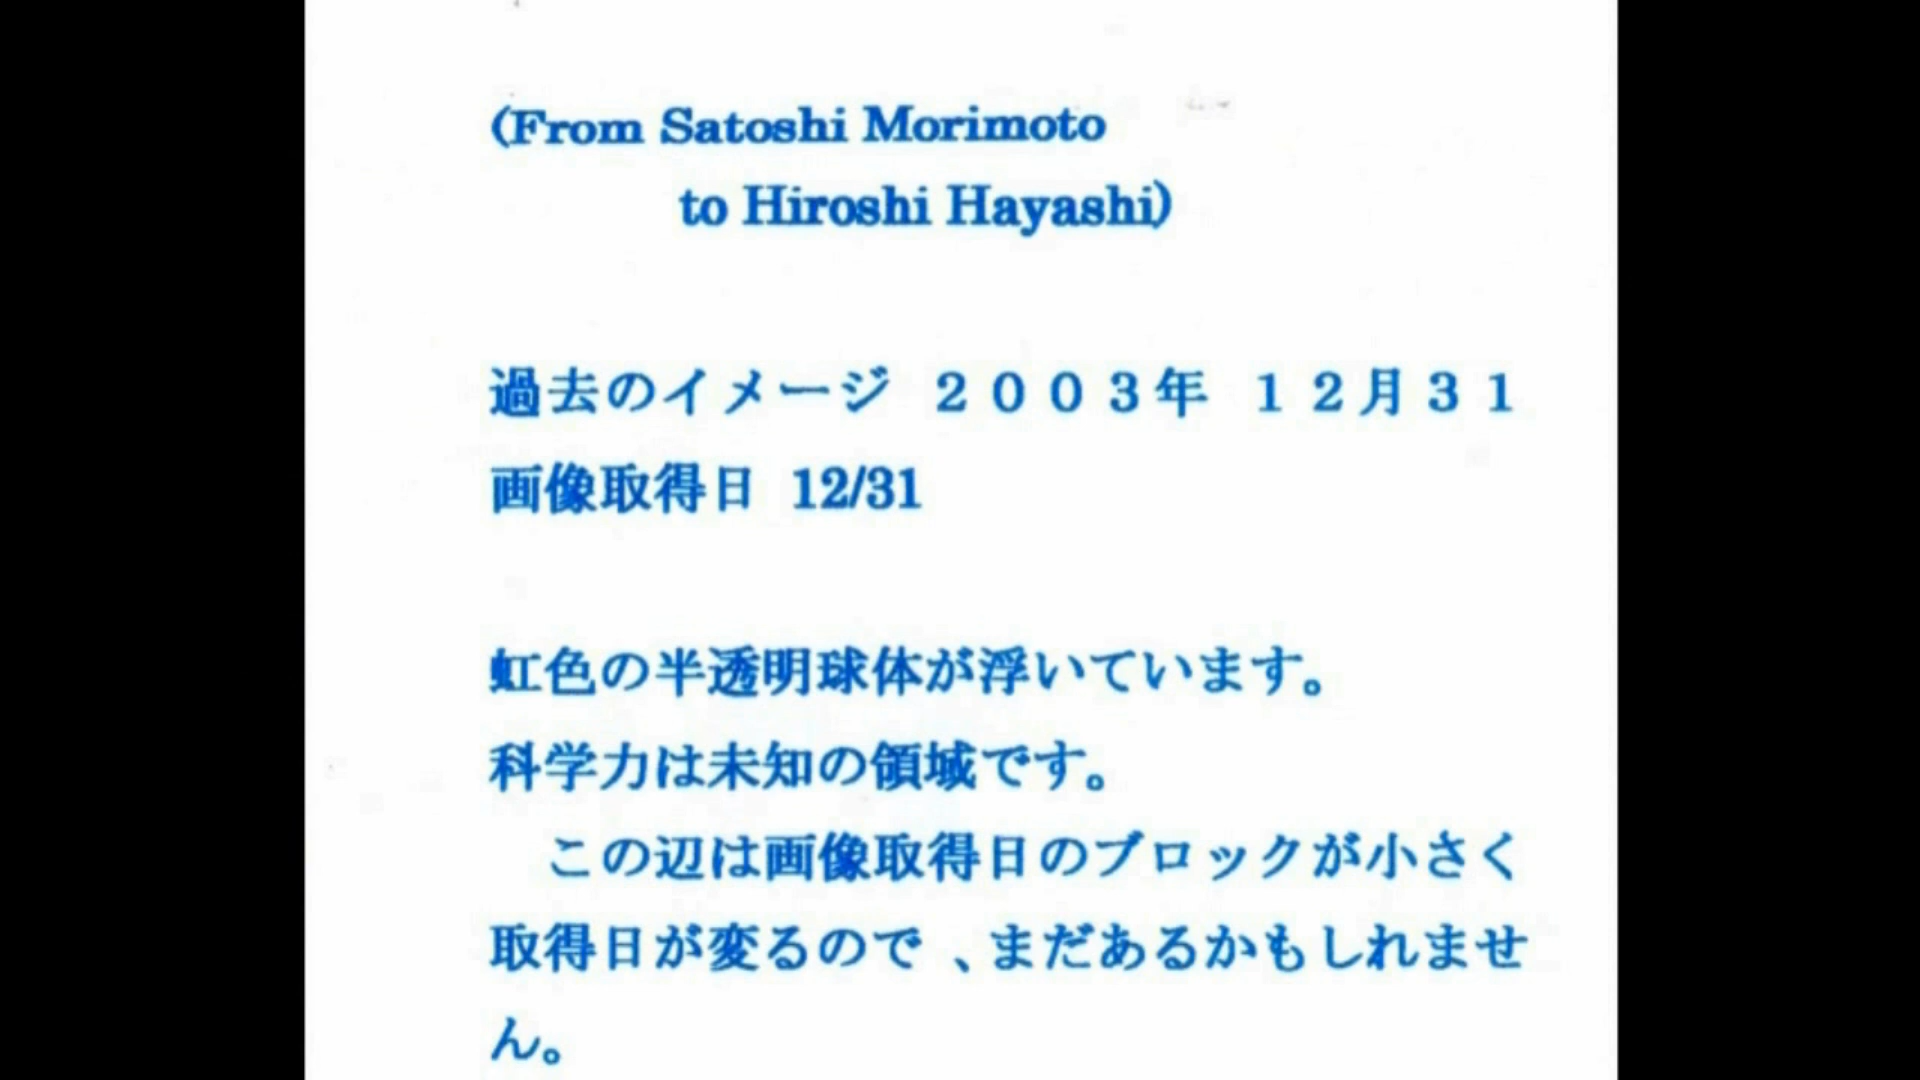 (From Satoshi Morimoto
to Hiroshi Hayashi)
過去のイメージ ２００３年 １２月３１
画像取得日 12/31
虹色の半透明球体が浮いています。
科学力は未知の領域です。
この辺は画像取得日のブロックが小さく
取得日が変るので、まだあるかもしれませ
ん。